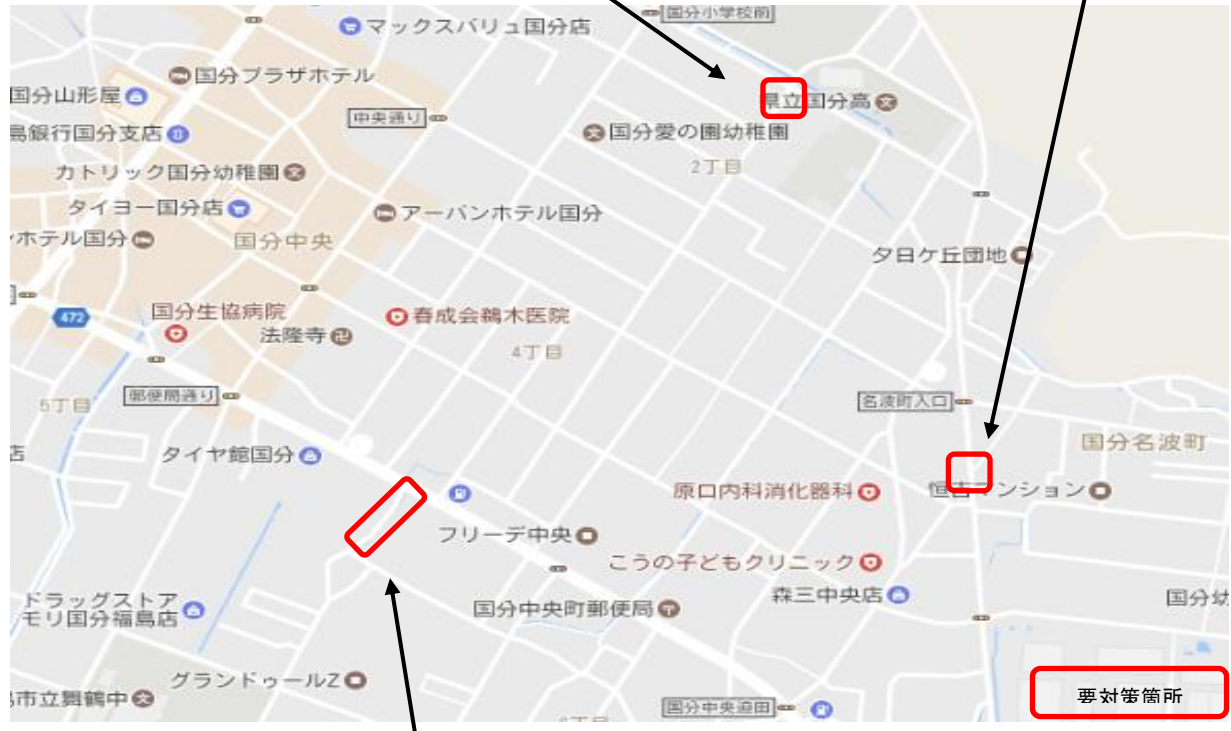 国分小学校前
マックスバリュ国分店
国分プラザホテル
国分山形屋
県立国分高
島銀行国分支店
中央通り
国分愛の園幼稚園
2丁目
カトリック国分幼稚園
タイヨー国分店
アーバンホテル国分
ンホテル国分
国分中央
夕日ケ丘団地
472
国分生協病院
春成会鶴木医院
法隆寺
4丁目
郵便局通り
5丁目
名波町入口
国分名波町
店
タイヤ館国分
原口内科消化器科
恒吉マンション
フリーデ中央
こうの子どもクリニック
森三中央店
国分幼
ドラッグストア
モリ国分福島店
国分中央町郵便局
グランドゥールZ
島市立舞鶴中
国分中央迫田
要対策箇所